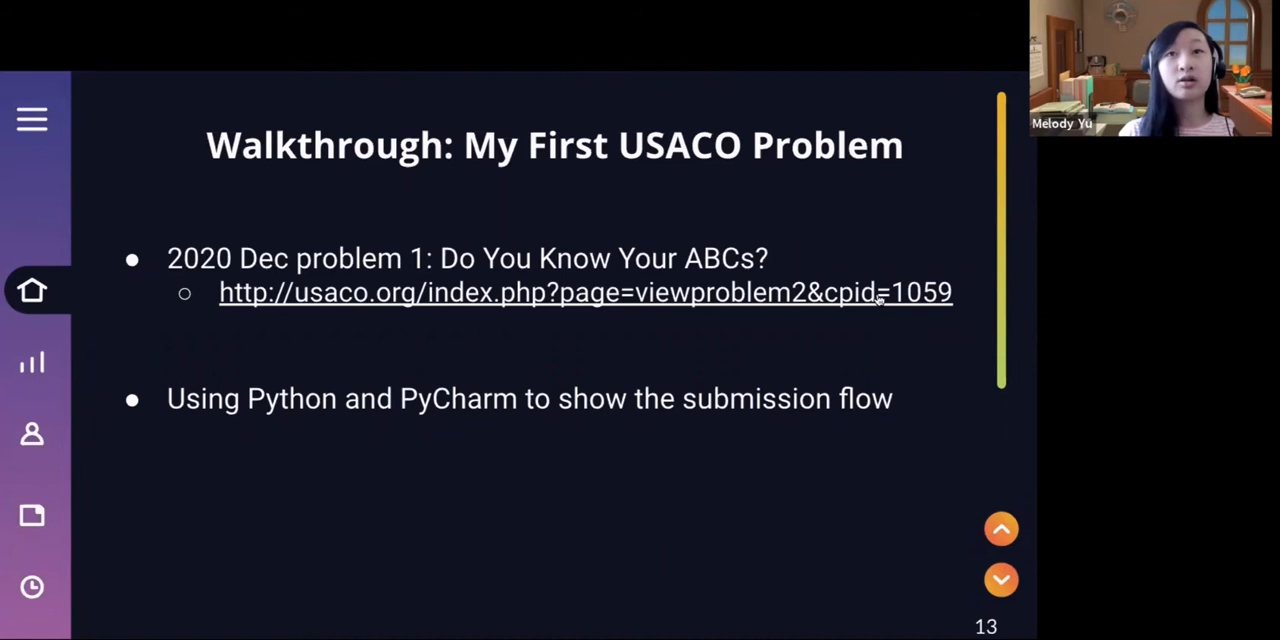 Melody Yu
Walkthrough: My First USACO Problem
● 2020 Dec problem 1: Do You Know Your ABCs?
○ http://usaco.org/index.php?page=viewproblem2&cpid=1059
● Using Python and PyCharm to show the submission flow
13